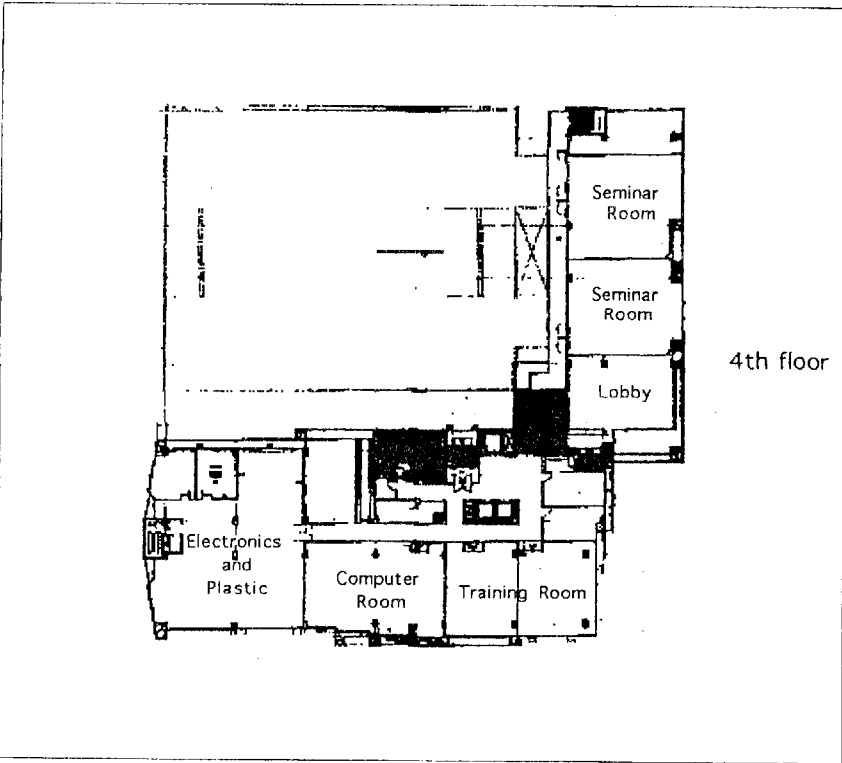 Seminar
Room
Seminar
Room
4th floor
Lobby
Electronics
and
Plastic
Computer
Room
Training Room